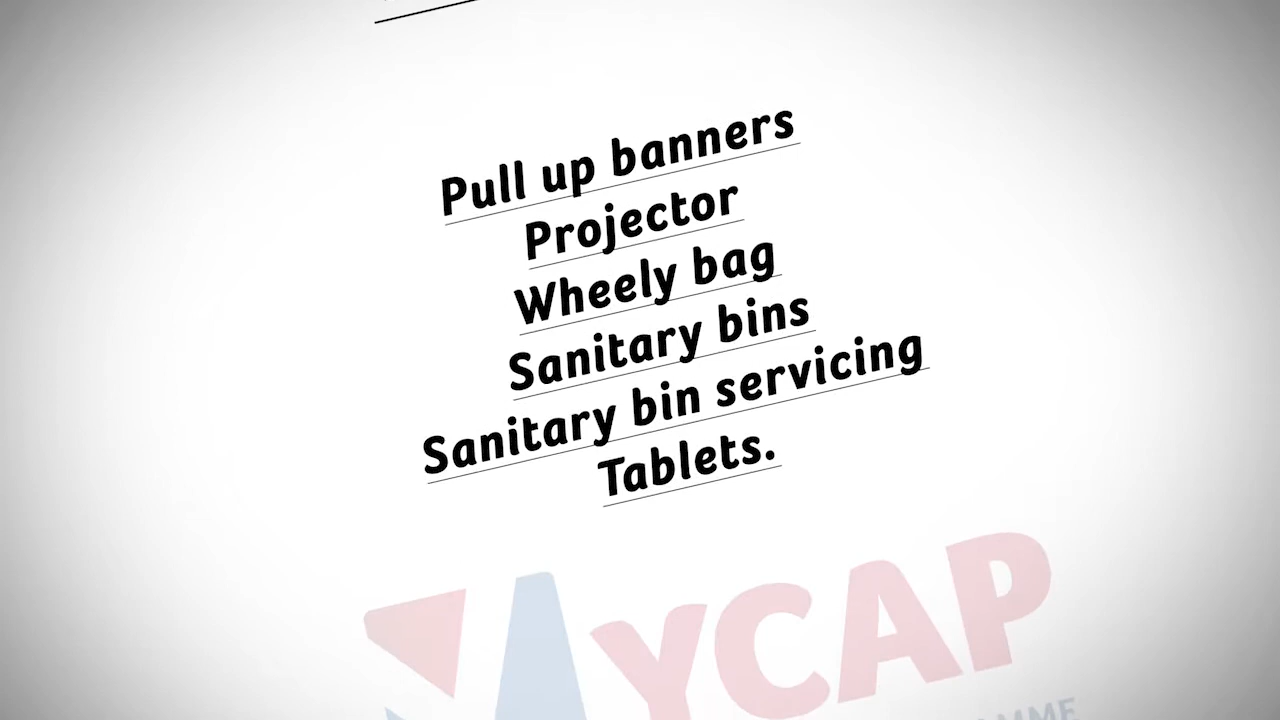 Pull up banners
Projector
Wheely bag
Sanitary bins
Sanitary bin servicing
Tablets.
YCAP